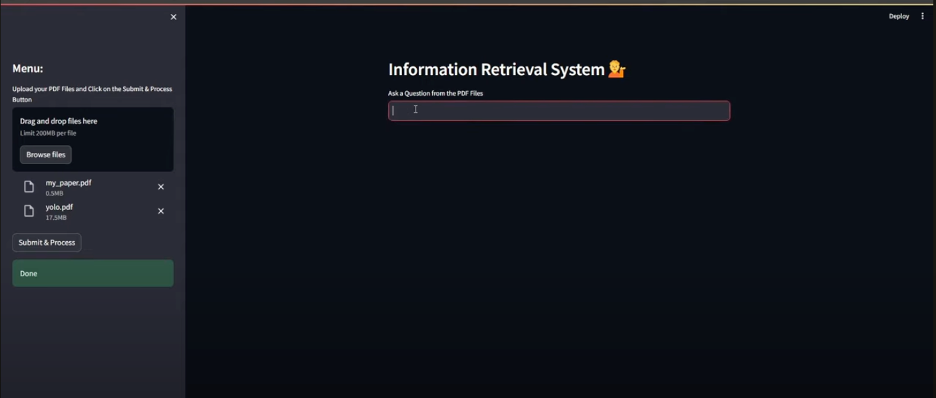 Deploy
Menu:
Upload your PDF Files and Click on the Submit & Process
Button
Drag and drop files here
Limit 200MB per file
Browse files
my_paper.pdf
0.5MB
yolo.pdf
17.5MB
Submit & Process
Done
Information Retrieval System 💁
Ask a Question from the PDF Files